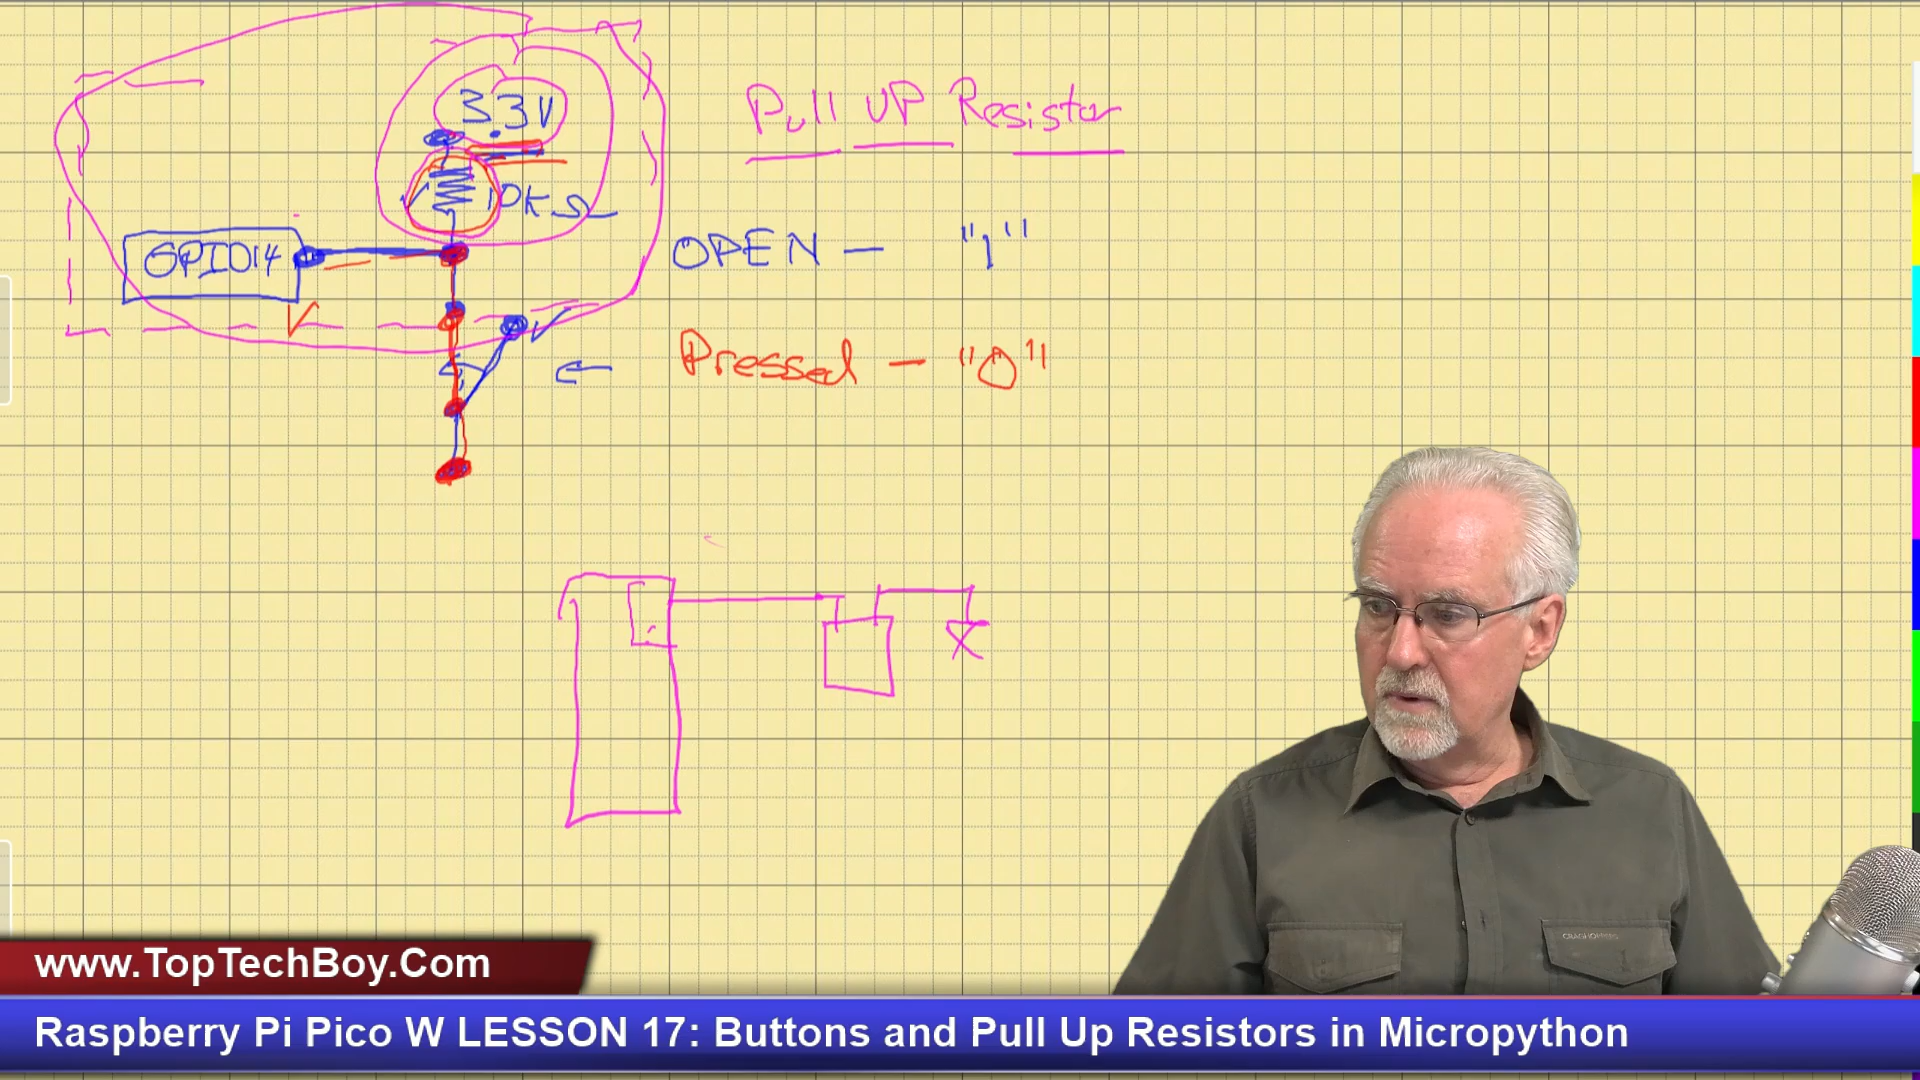 3.3V
Pull UP Resistor
10kΩ
GPIO14
OPEN — "1"
Pressed — "0"
CRAGHOPPERS
www.TopTechBoy.Com
Raspberry Pi Pico W LESSON 17: Buttons and Pull Up Resistors in Micropython